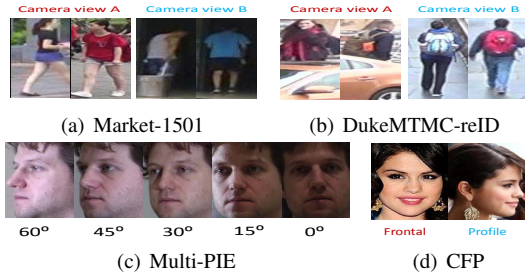 Camera view A Camera view B Camera view A Camera view B
(a) Market-1501 (b) DukeMTMC-reID
60° 45° 30° 15° 0° Frontal Profile
(c) Multi-PIE (d) CFP